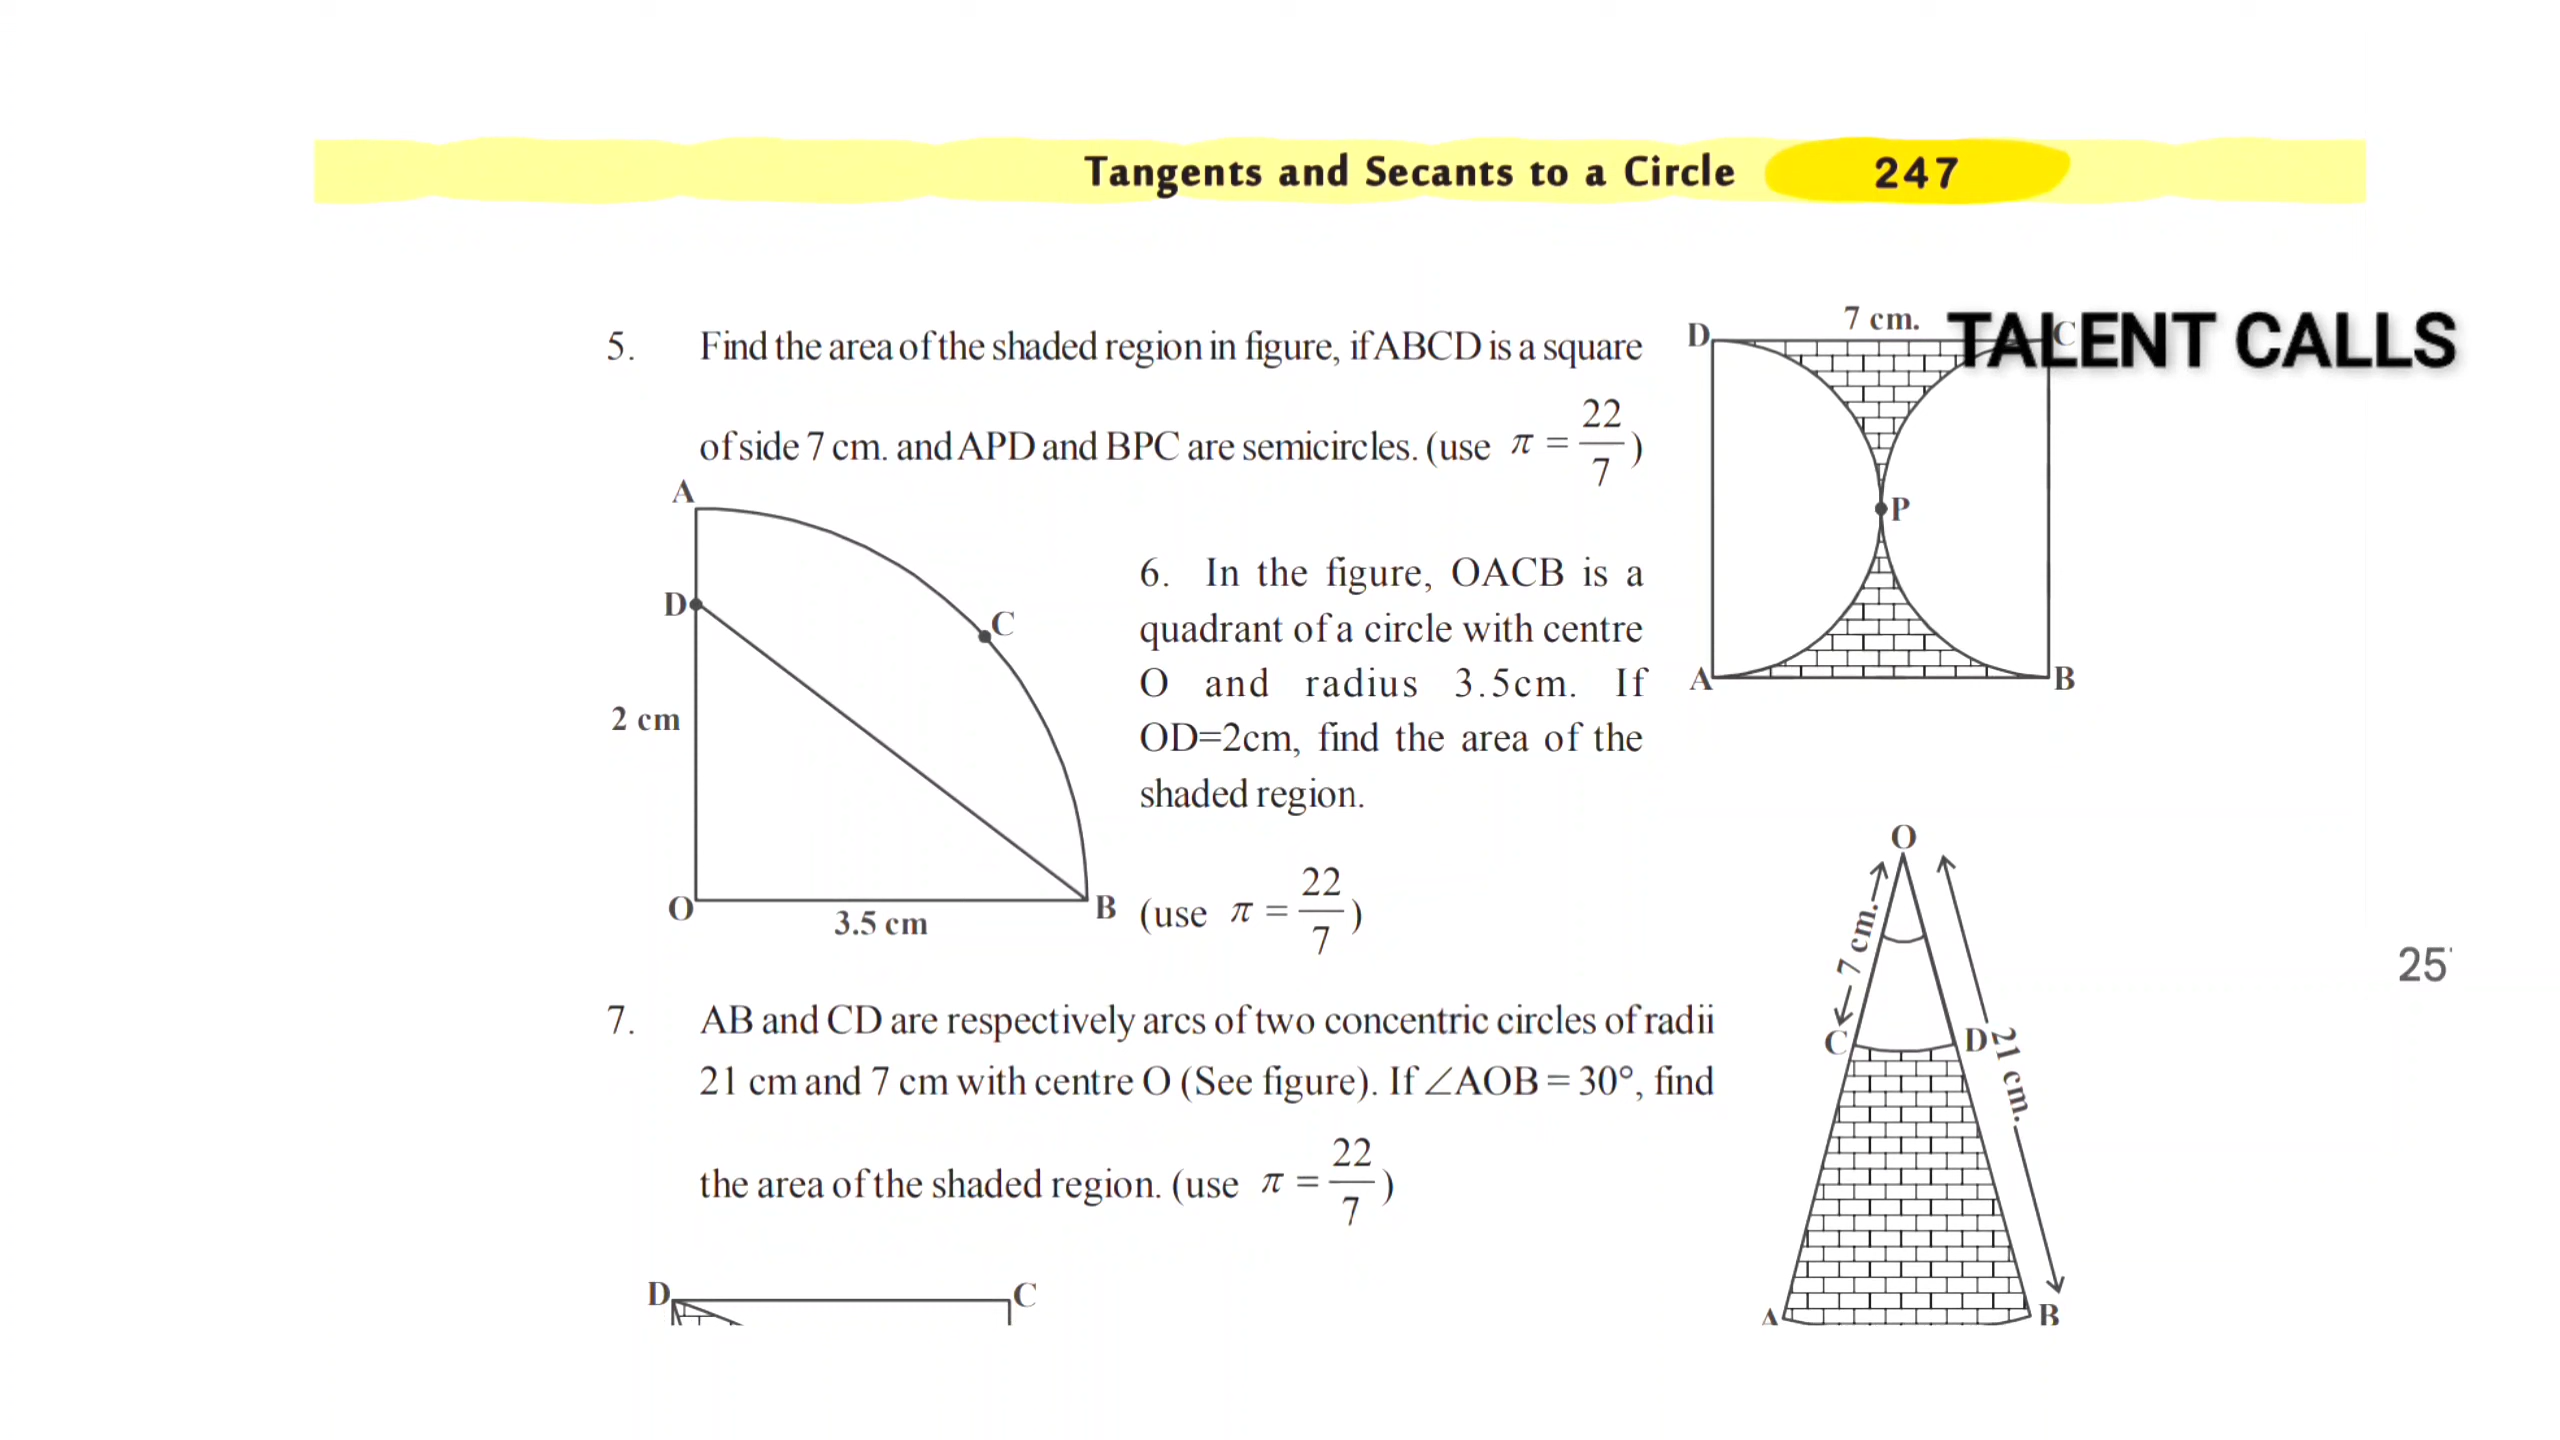 Tangents and Secants to a Circle 247
TALENT CALLS
5. Find the area of the shaded region in figure, if ABCD is a square
of side 7 cm. and APD and BPC are semicircles. (use π = 22/7)
D
7 cm.
C
P
A
B
A
D
C
2 cm
O
3.5 cm
B
6. In the figure, OACB is a
quadrant of a circle with centre
O and radius 3.5cm. If
OD=2cm, find the area of the
shaded region.
(use π = 22/7)
25
7. AB and CD are respectively arcs of two concentric circles of radii
21 cm and 7 cm with centre O (See figure). If ∠AOB = 30°, find
the area of the shaded region. (use π = 22/7)
O
7 cm.
C
D
21 cm.
A
B
D
C